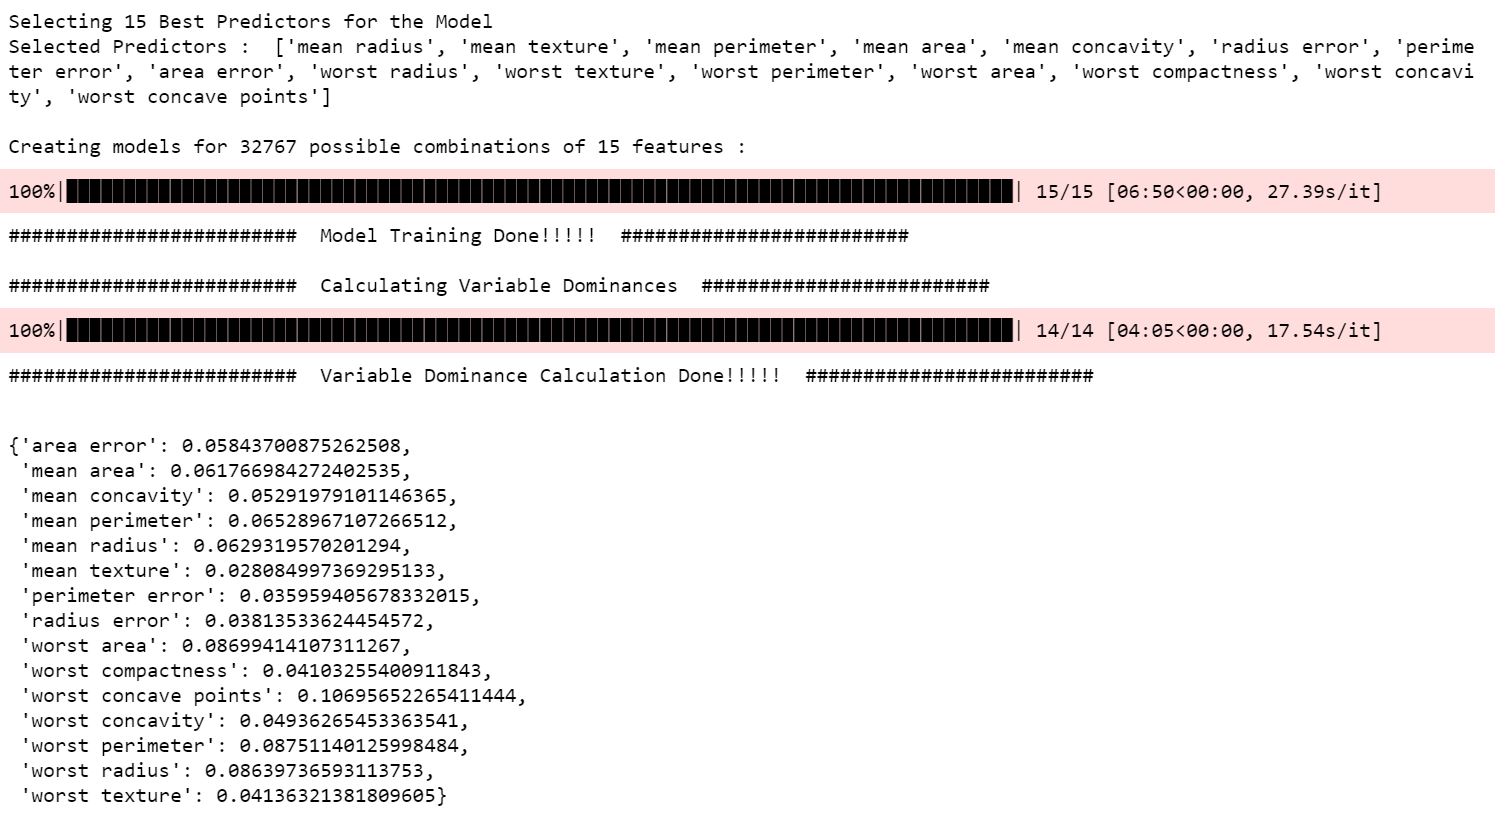 Selecting 15 Best Predictors for the Model
Selected Predictors :  ['mean radius', 'mean texture', 'mean perimeter', 'mean area', 'mean concavity', 'radius error', 'perime
ter error', 'area error', 'worst radius', 'worst texture', 'worst perimeter', 'worst area', 'worst compactness', 'worst concavi
ty', 'worst concave points']
Creating models for 32767 possible combinations of 15 features :
100%|██████████████████████████████████████████████████████████████████████████████████| 15/15 [06:50<00:00, 27.39s/it]
#########################  Model Training Done!!!!!  #########################
#########################  Calculating Variable Dominances  #########################
100%|██████████████████████████████████████████████████████████████████████████████████| 14/14 [04:05<00:00, 17.54s/it]
#########################  Variable Dominance Calculation Done!!!!!  #########################
{'area error': 0.05843700875262508,
 'mean area': 0.061766984272402535,
 'mean concavity': 0.05291979101146365,
 'mean perimeter': 0.06528967107266512,
 'mean radius': 0.0629319570201294,
 'mean texture': 0.028084997369295133,
 'perimeter error': 0.035959405678332015,
 'radius error': 0.03813533624454572,
 'worst area': 0.08699414107311267,
 'worst compactness': 0.04103255400911843,
 'worst concave points': 0.10695652265411444,
 'worst concavity': 0.04936265453363541,
 'worst perimeter': 0.08751140125998484,
 'worst radius': 0.08639736593113753,
 'worst texture': 0.04136321381809605}